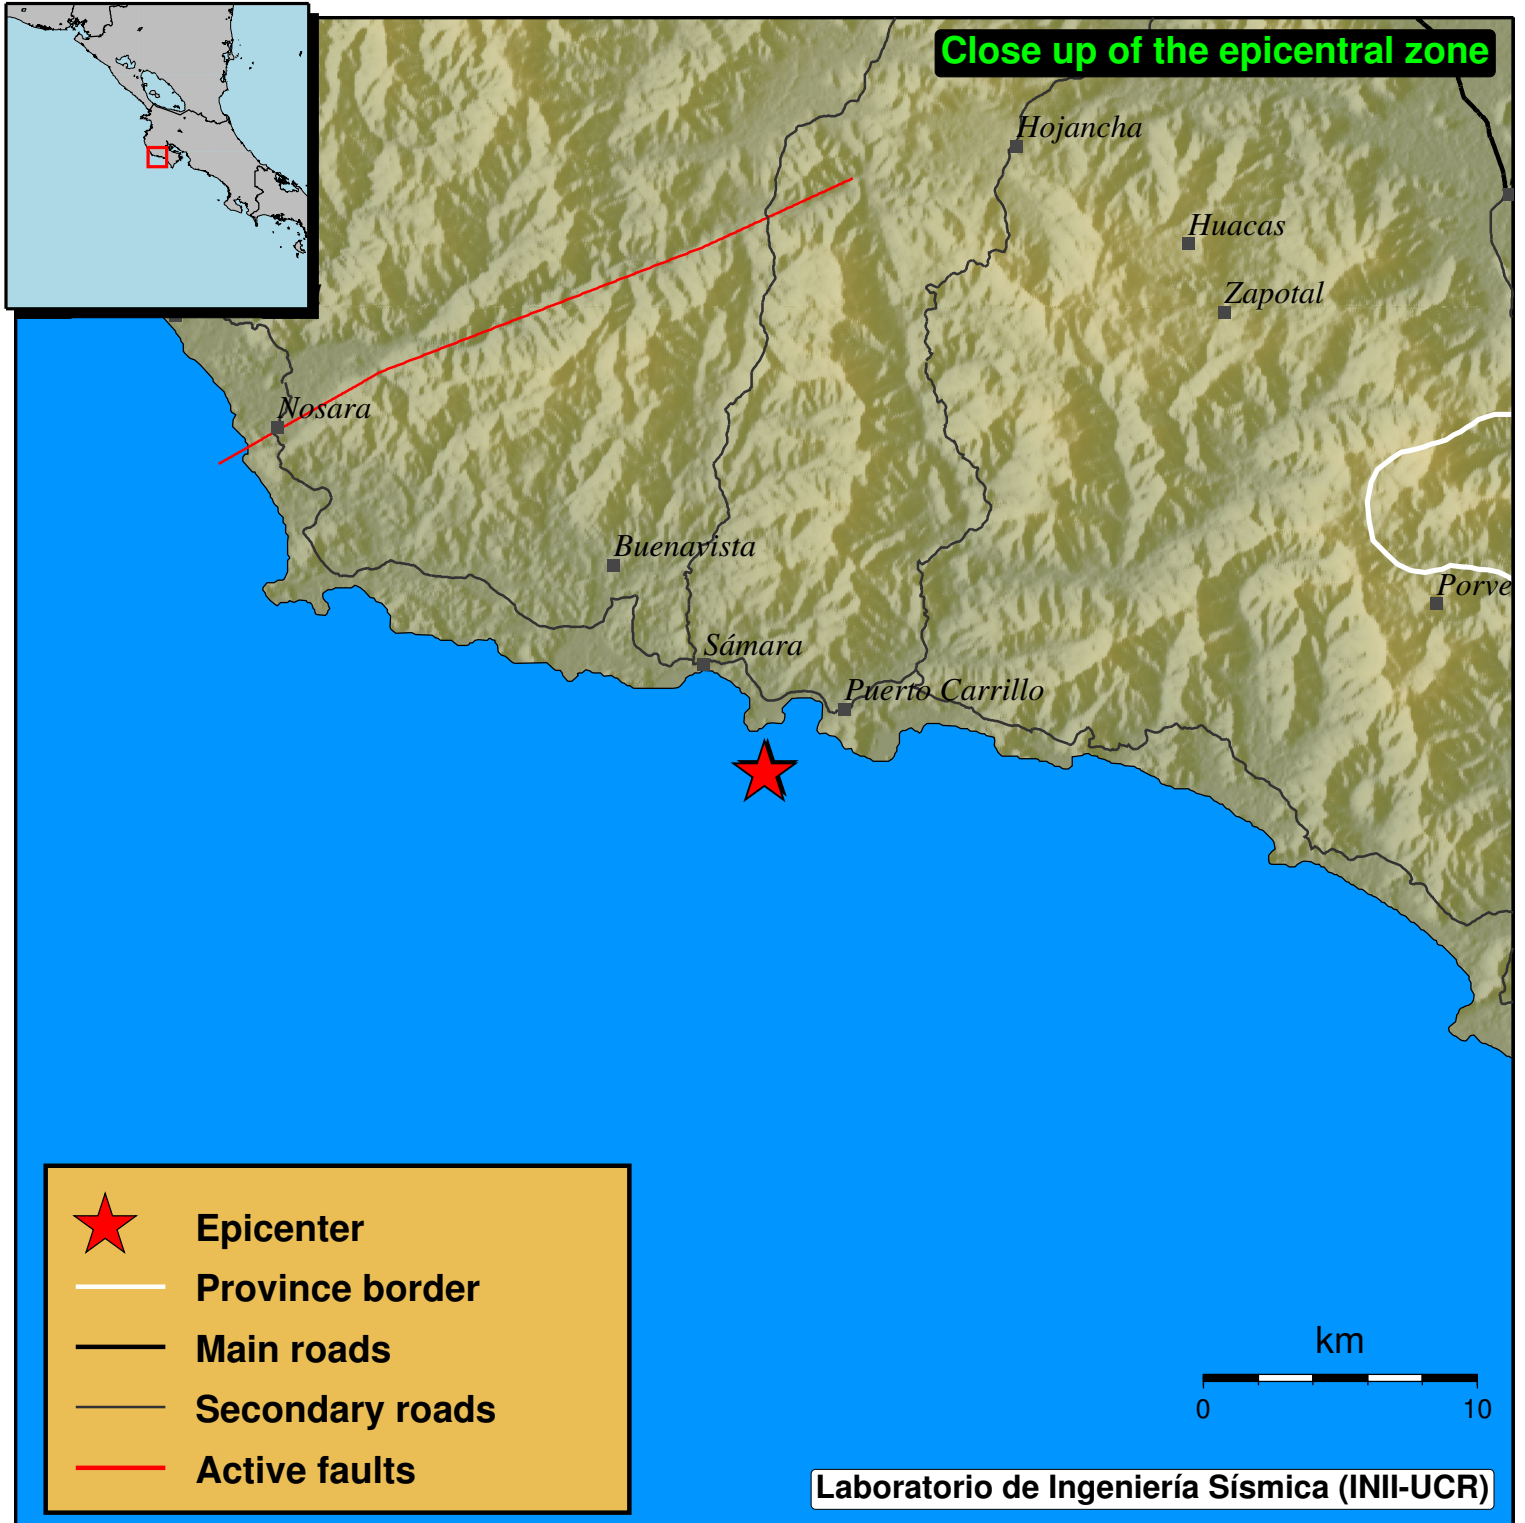 Close up of the epicentral zone
Hojancha
Huacas
Zapotal
Nosara
Buenavista
Porve
Sámara
Puerto Carrillo
Epicenter
Province border
Main roads
Secondary roads
Active faults
km
0 10
Laboratorio de Ingeniería Sísmica (INII-UCR)